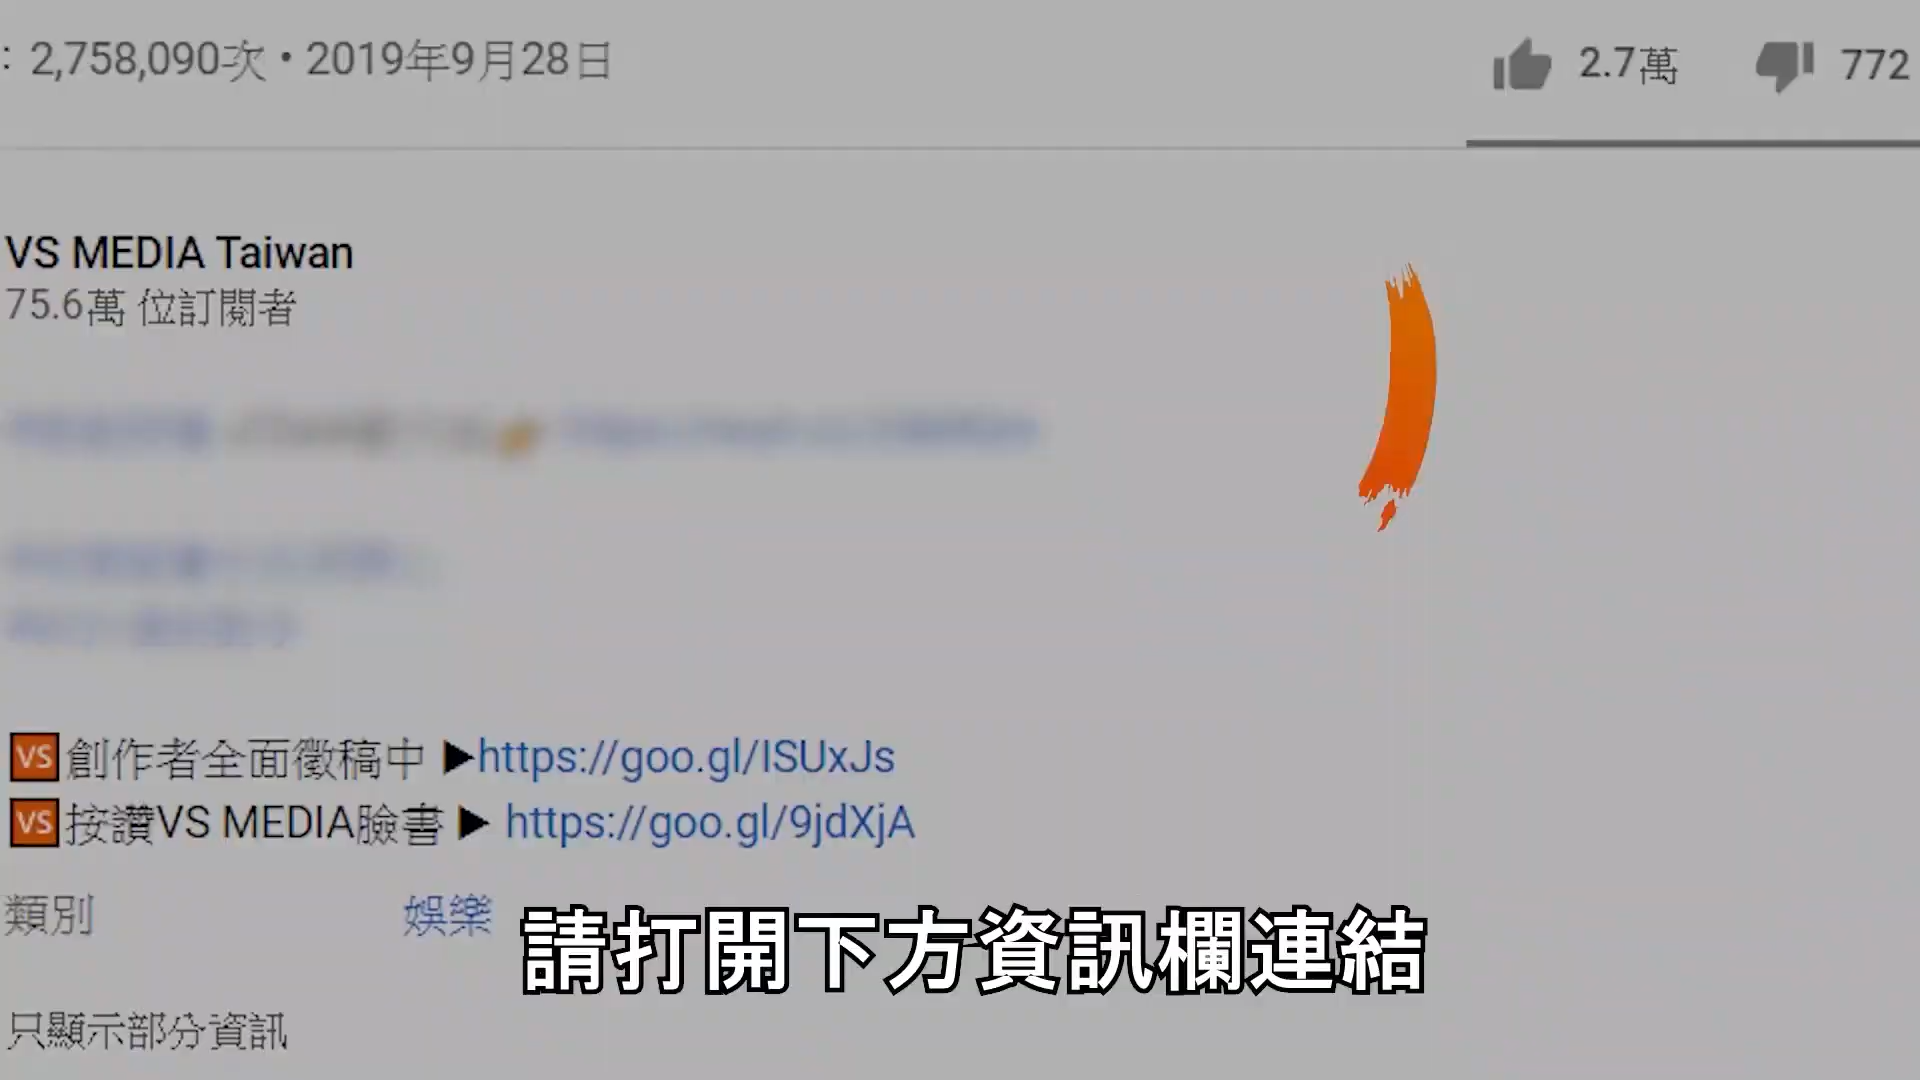 : 2,758,090次 • 2019年9月28日
2.7萬
772
VS MEDIA Taiwan
75.6萬 位訂閱者
VS 創作者全面徵稿中 ▶https://goo.gl/ISUxJs
VS 按讚VS MEDIA臉書 ▶ https://goo.gl/9jdXjA
類別 娛樂
請打開下方資訊欄連結
只顯示部分資訊